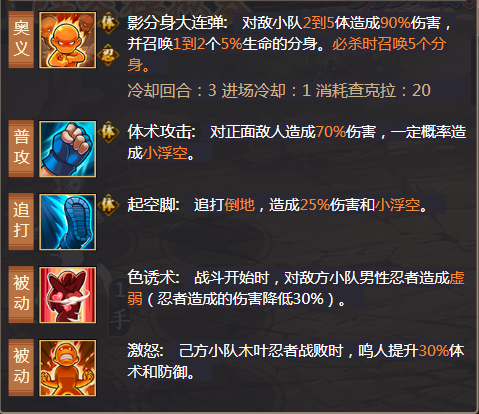 奥义
体
忍
影分身大连弹： 对敌小队2到5体造成90%伤害，
并召唤1到2个5%生命的分身。必杀时召唤5个分
身。
冷却回合：3 进场冷却：1 消耗查克拉：20
普攻
体
体术攻击： 对正面敌人造成70%伤害，一定概率造
成小浮空。
追打
体
起空脚： 追打倒地，造成25%伤害和小浮空。
被动
色诱术： 战斗开始时，对敌方小队男性忍者造成虚
弱（忍者造成的伤害降低30%）。
1
手
被动
激怒： 己方小队木叶忍者战败时，鸣人提升30%体
术和防御。